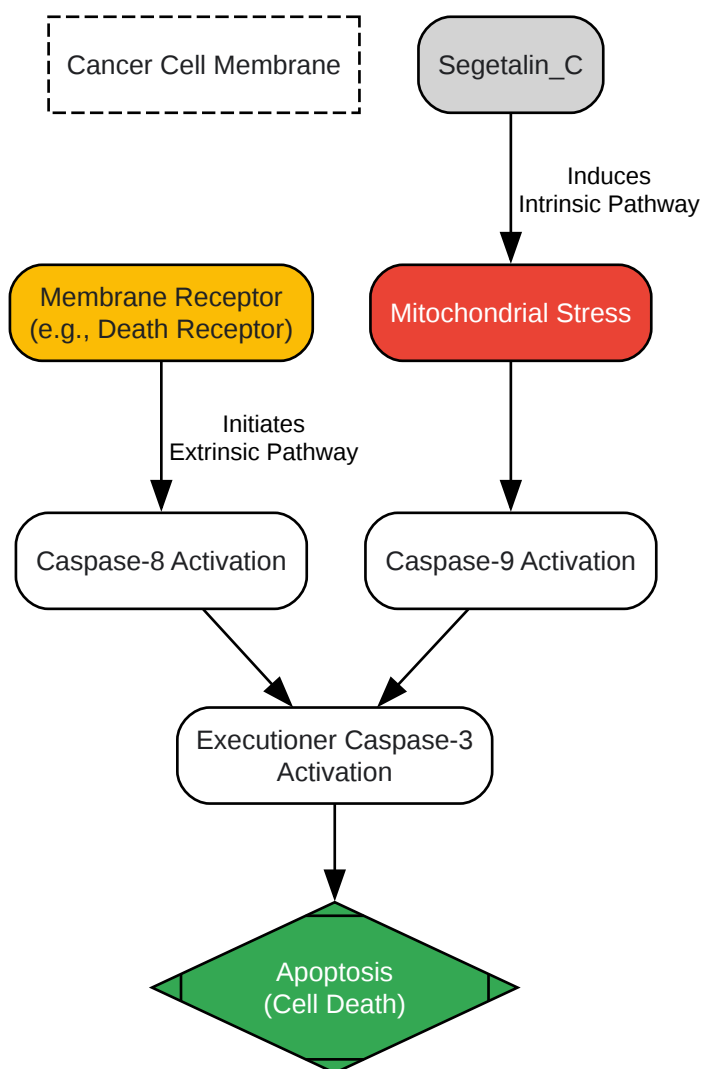 Cancer Cell Membrane
Segetalin_C
Induces
Intrinsic Pathway
Membrane Receptor
(e.g., Death Receptor)
Mitochondrial Stress
Initiates
Extrinsic Pathway
Caspase-8 Activation
Caspase-9 Activation
Executioner Caspase-3
Activation
Apoptosis
(Cell Death)